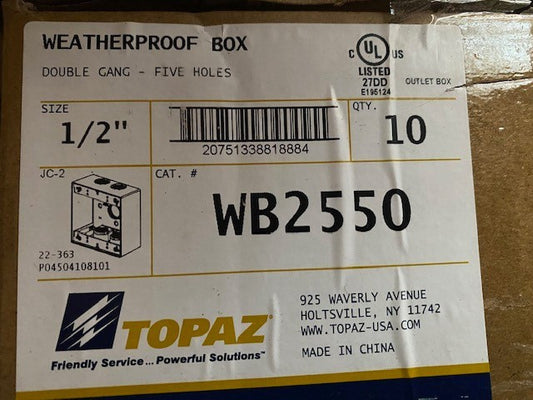 WEATHERPROOF BOX
DOUBLE GANG - FIVE HOLES
C UL US
LISTED
27DD
E195124
OUTLET BOX
SIZE
1/2"
20751338818884
QTY.
10
JC-2
22-363
PO4504108101
CAT. #
WB2550
TOPAZ
Friendly Service... Powerful Solutions™
925 WAVERLY AVENUE
HOLTSVILLE, NY 11742
WWW.TOPAZ-USA.COM
MADE IN CHINA